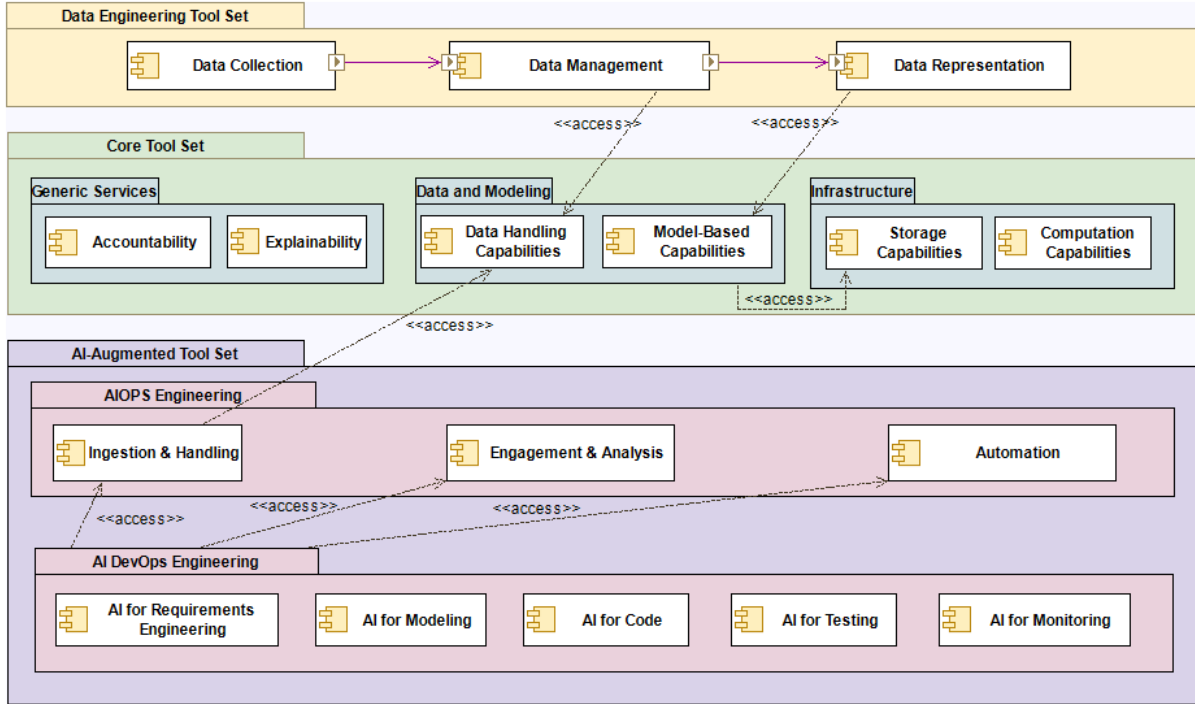 Data Engineering Tool Set
Data Collection
Data Management
Data Representation
<<access>>
<<access>>
Core Tool Set
Generic Services
Data and Modeling
Infrastructure
Accountability
Explainability
Data Handling
Capabilities
Model-Based
Capabilities
Storage
Capabilities
Computation
Capabilities
<<access>>
<<access>>
AI-Augmented Tool Set
AIOPS Engineering
Ingestion & Handling
Engagement & Analysis
Automation
<<access>>
<<access>>
<<access>>
AI DevOps Engineering
AI for Requirements
Engineering
AI for Modeling
AI for Code
AI for Testing
AI for Monitoring